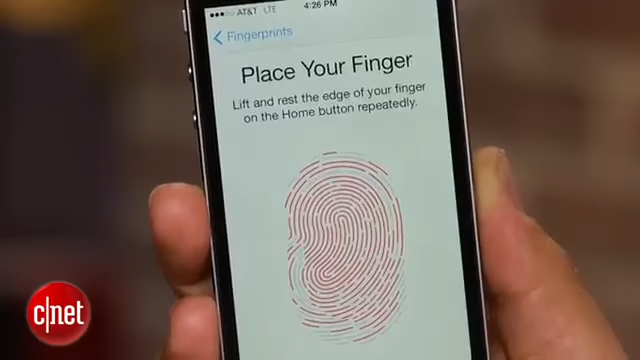 AT&T LTE 4:26 PM
Fingerprints
Place Your Finger
Lift and rest the edge of your finger
on the Home button repeatedly.
c|net